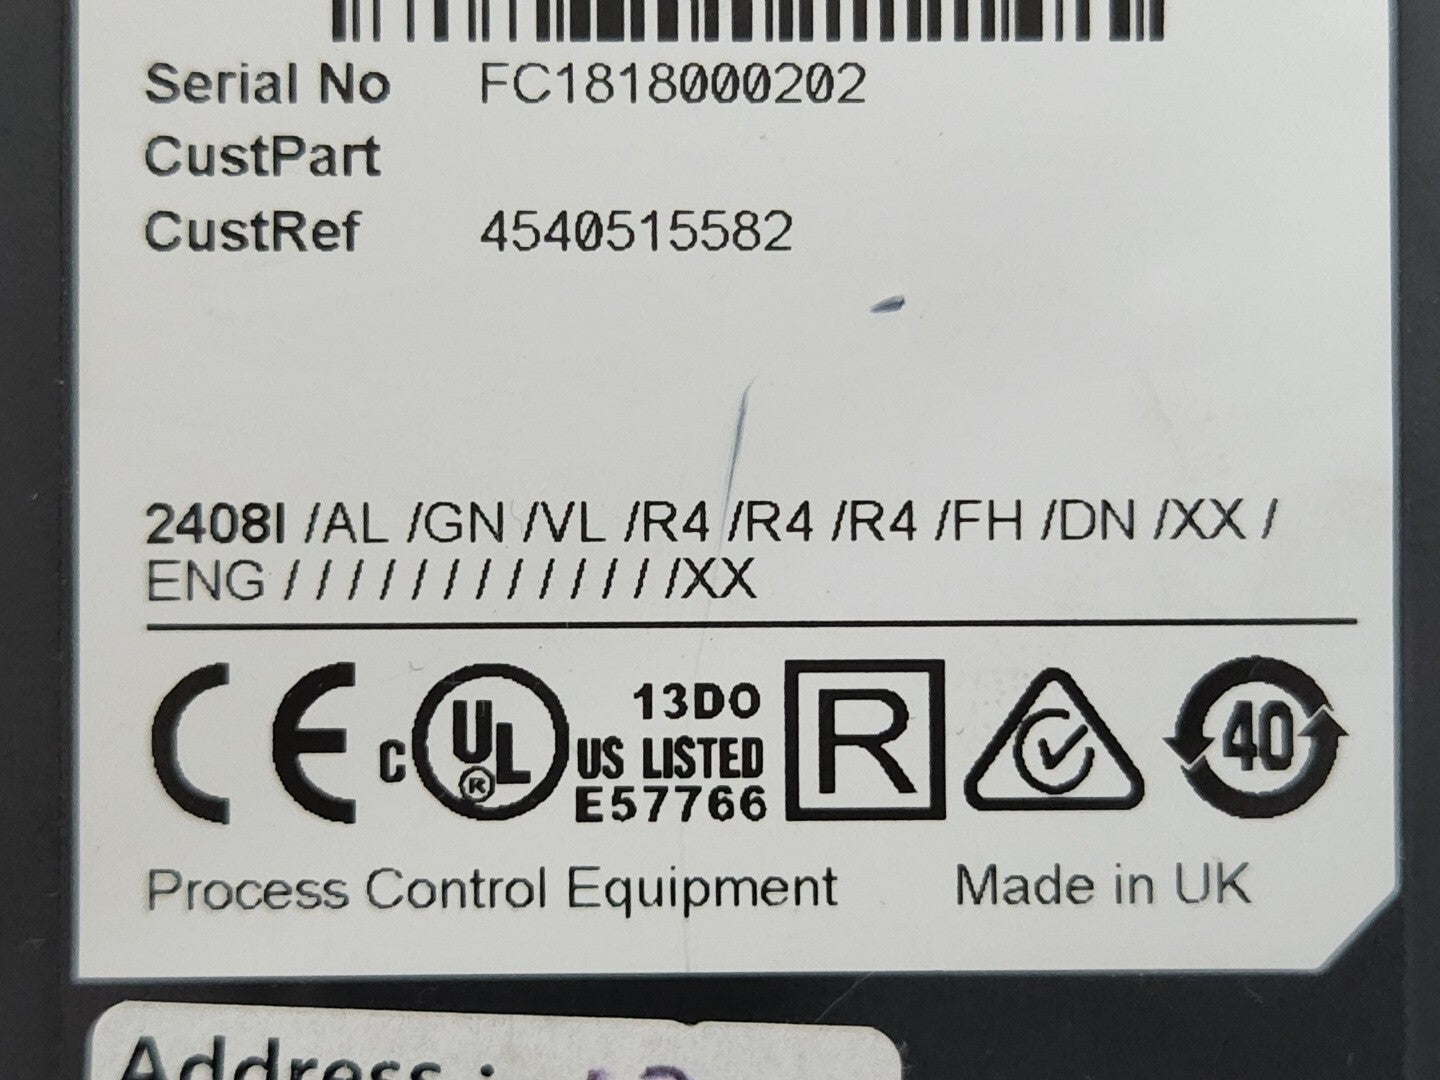 Serial No FC1818000202
CustPart
CustRef 4540515582
2408I /AL /GN /VL /R4 /R4 /R4 /FH /DN /XX /
ENG / / / / / / / / / / / / /XX
CE c UL ® US LISTED 13DO E57766 R 40
Process Control Equipment Made in UK
Address :